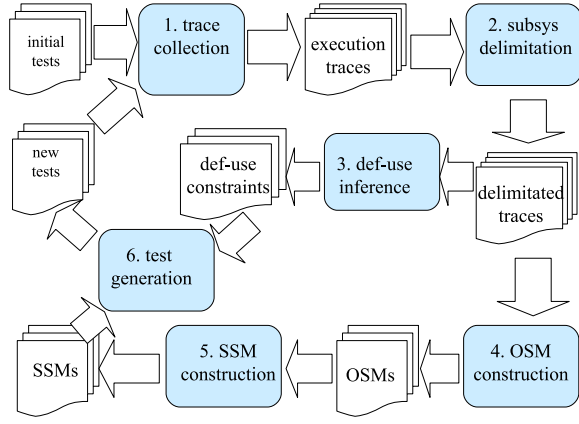 initial
tests
1. trace
collection
execution
traces
2. subsys
delimitation
new
tests
def-use
constraints
3. def-use
inference
delimitated
traces
6. test
generation
SSMs
5. SSM
construction
OSMs
4. OSM
construction